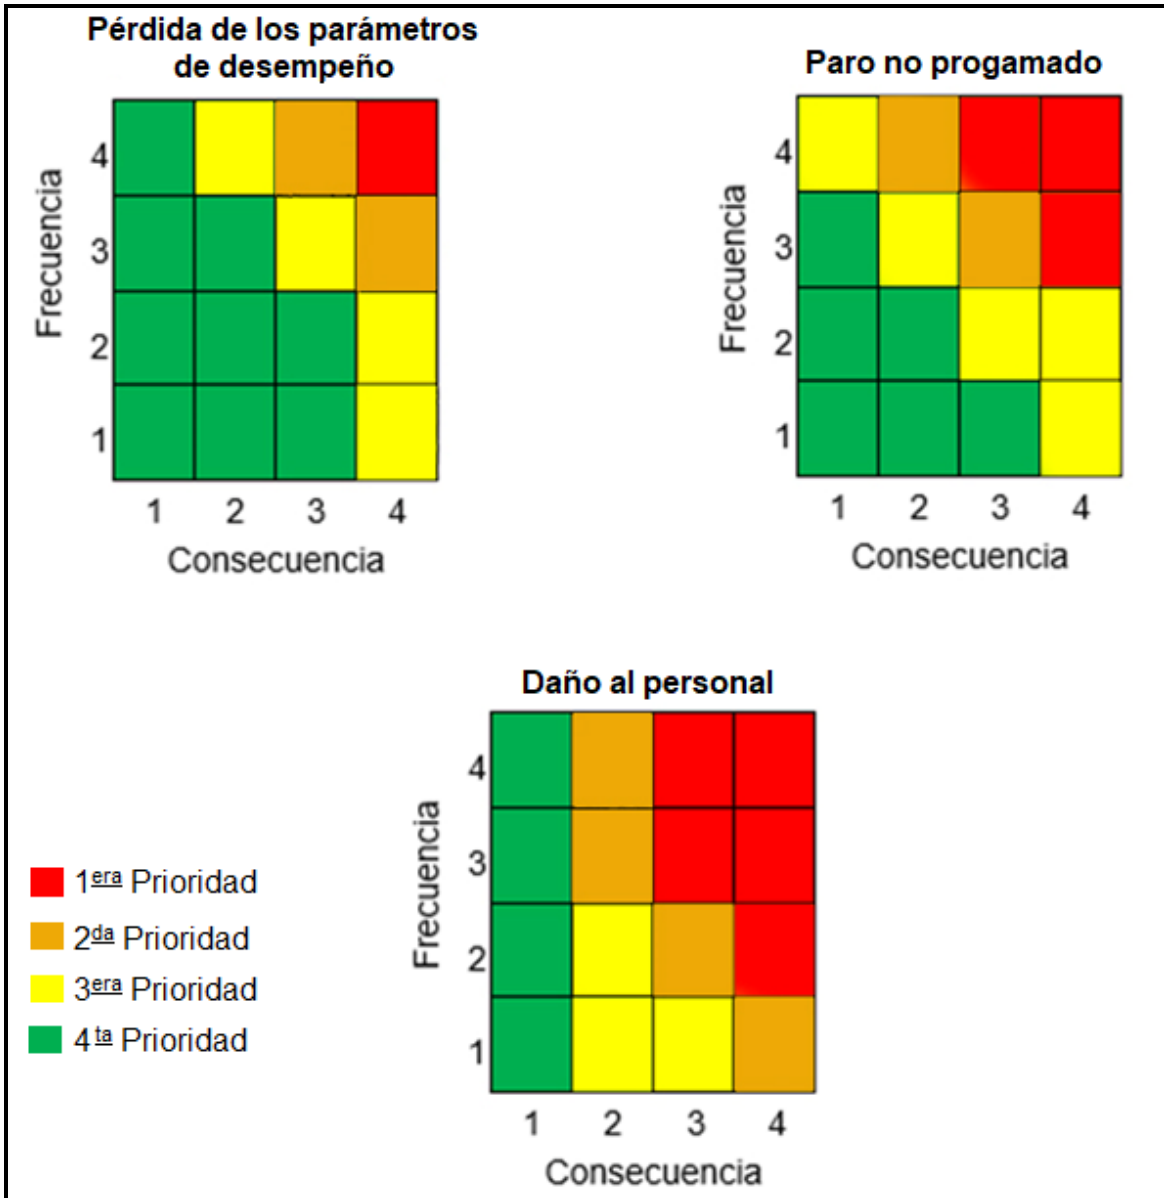 Pérdida de los parámetros
de desempeño
Frecuencia
4
3
2
1
1 2 3 4
Consecuencia
Paro no progamado
Frecuencia
4
3
2
1
1 2 3 4
Consecuencia
Daño al personal
Frecuencia
4
3
2
1
1 2 3 4
Consecuencia
1era Prioridad
2da Prioridad
3era Prioridad
4ta Prioridad